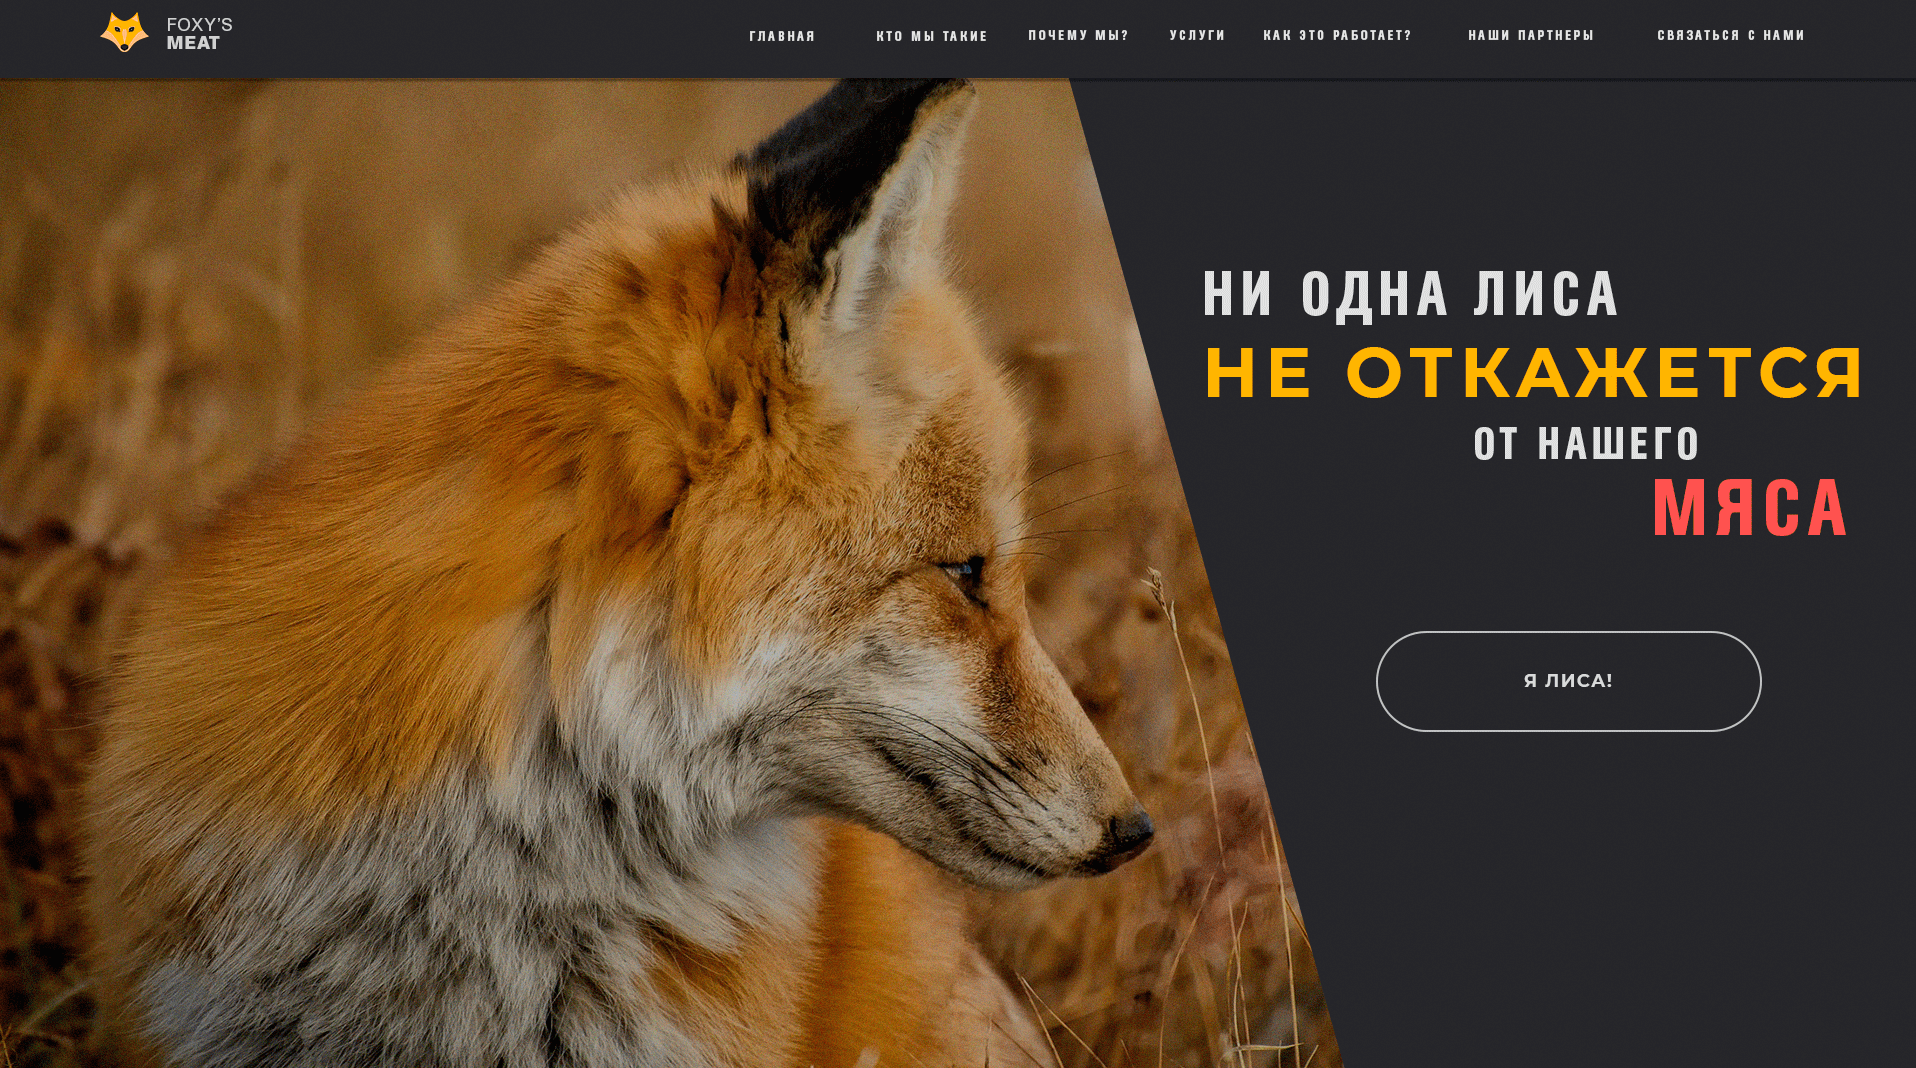 FOXY'S
MEAT
ГЛАВНАЯ
КТО МЫ ТАКИЕ
ПОЧЕМУ МЫ?
УСЛУГИ
КАК ЭТО РАБОТАЕТ?
НАШИ ПАРТНЕРЫ
СВЯЗАТЬСЯ С НАМИ
НИ ОДНА ЛИСА
НЕ ОТКАЖЕТСЯ
ОТ НАШЕГО
МЯСА
Я ЛИСА!